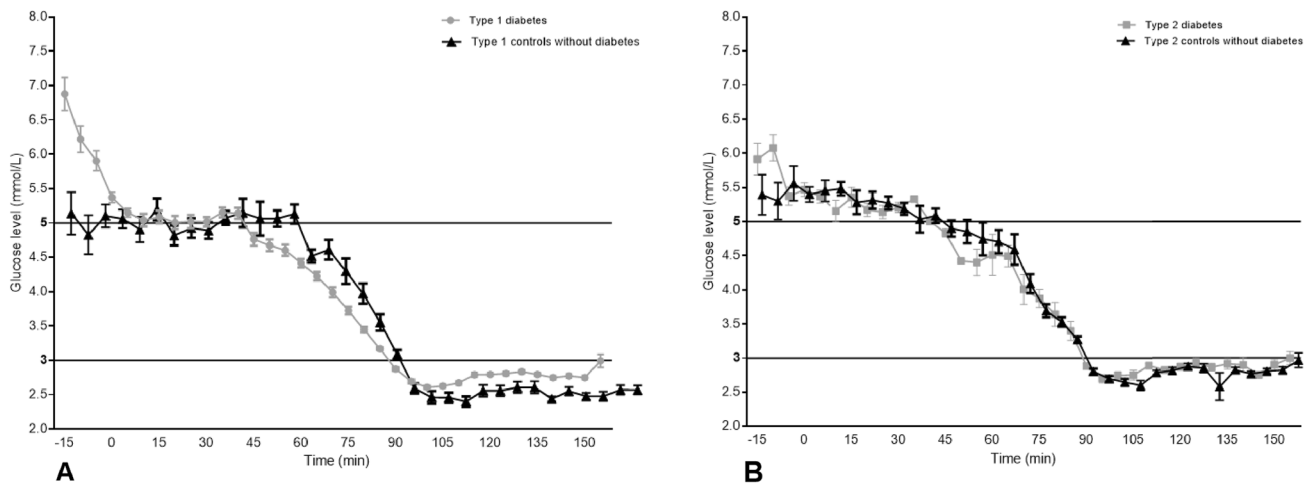 8.0
Type 1 diabetes
Type 1 controls without diabetes
7.5
7.0
6.5
6.0
5.5
5
4.5
4.0
3.5
3
2.5
2.0
Glucose level (mmol/L)
-15 0 15 30 45 60 75 90 105 120 135 150
Time (min)
A
8.0
Type 2 diabetes
Type 2 controls without diabetes
7.5
7.0
6.5
6.0
5.5
5
4.5
4.0
3.5
3
2.5
2.0
Glucose level (mmol/L)
-15 0 15 30 45 60 75 90 105 120 135 150
Time (min)
B